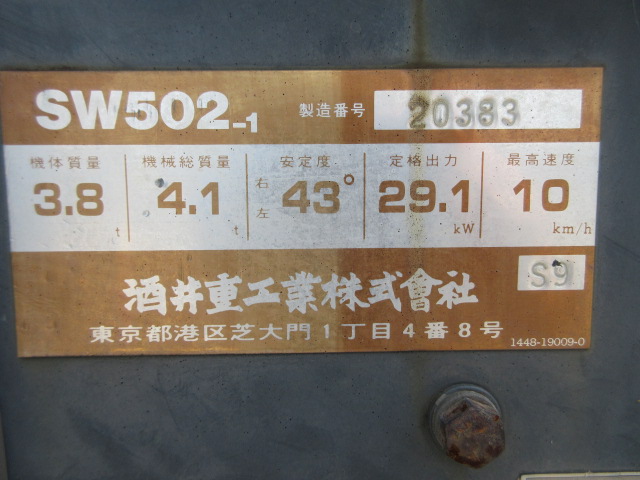 SW502-1 製造番号 20383
機体質量 機械総質量 安定度 定格出力 最高速度
3.8 t 4.1 t 右左 43° 29.1 kW 10 km/h
S9
酒井重工業株式會社
東京都港区芝大門1丁目4番8号
1448-19009-0